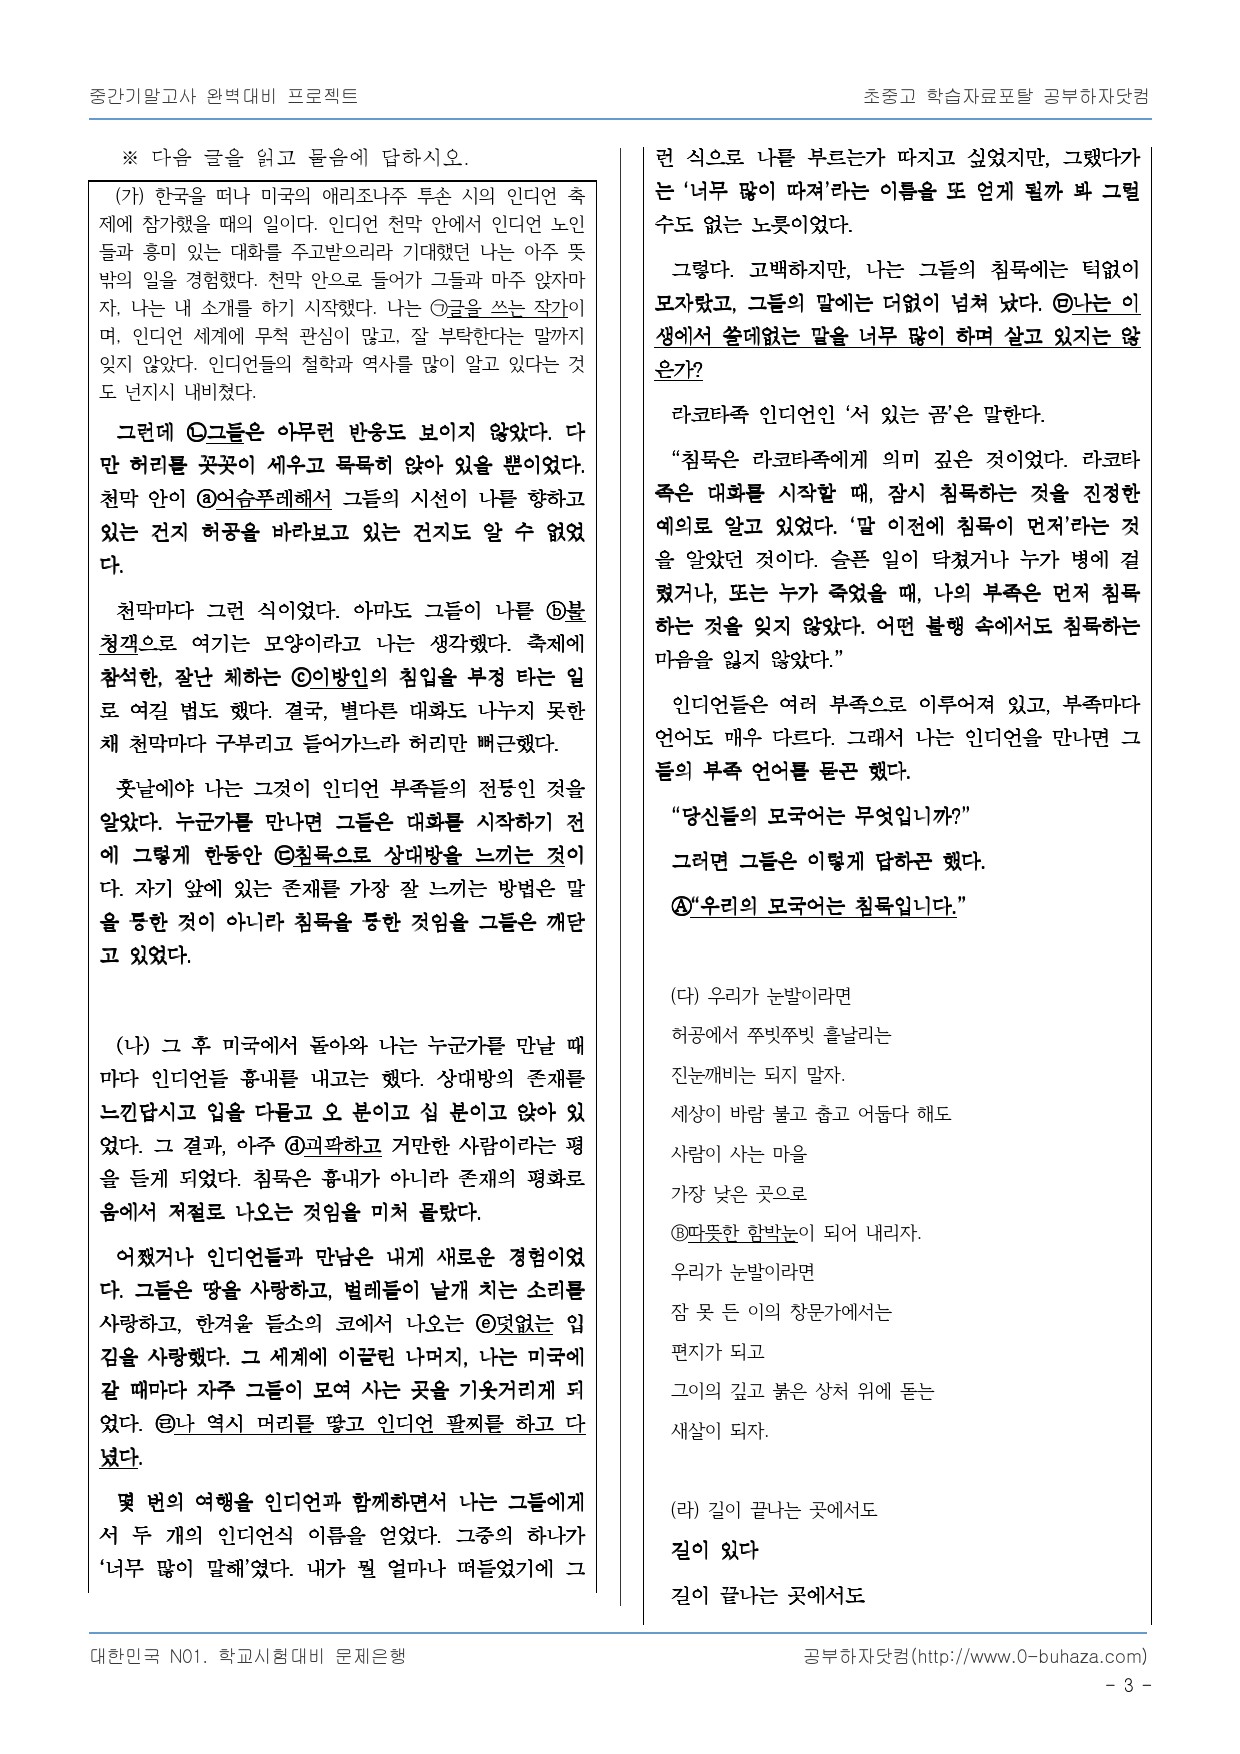 중간기말고사 완벽대비 프로젝트
초중고 학습자료포탈 공부하자닷컴
※ 다음 글을 읽고 물음에 답하시오.
(가) 한국을 떠나 미국의 애리조나주 투손 시의 인디언 축
제에 참가했을 때의 일이다. 인디언 천막 안에서 인디언 노인
들과 흥미 있는 대화를 주고받으리라 기대했던 나는 아주 뜻
밖의 일을 경험했다. 천막 안으로 들어가 그들과 마주 앉자마
자, 나는 내 소개를 하기 시작했다. 나는 ㉠글을 쓰는 작가이
며, 인디언 세계에 무척 관심이 많고, 잘 부탁한다는 말까지
잊지 않았다. 인디언들의 철학과 역사를 많이 알고 있다는 것
도 넌지시 내비쳤다.
그런데 ㉡그들은 아무런 반응도 보이지 않았다. 다
만 허리를 꼿꼿이 세우고 묵묵히 앉아 있을 뿐이었다.
천막 안이 ⓐ어슴푸레해서 그들의 시선이 나를 향하고
있는 건지 허공을 바라보고 있는 건지도 알 수 없었
다.
천막마다 그런 식이었다. 아마도 그들이 나를 ⓑ불
청객으로 여기는 모양이라고 나는 생각했다. 축제에
참석한, 잘난 체하는 ⓒ이방인의 침입을 부정 타는 일
로 여길 법도 했다. 결국, 별다른 대화도 나누지 못한
채 천막마다 구부리고 들어가느라 허리만 뻐근했다.
훗날에야 나는 그것이 인디언 부족들의 전통인 것을
알았다. 누군가를 만나면 그들은 대화를 시작하기 전
에 그렇게 한동안 ㉢침묵으로 상대방을 느끼는 것이
다. 자기 앞에 있는 존재를 가장 잘 느끼는 방법은 말
을 통한 것이 아니라 침묵을 통한 것임을 그들은 깨닫
고 있었다.
(나) 그 후 미국에서 돌아와 나는 누군가를 만날 때
마다 인디언들 흉내를 내고는 했다. 상대방의 존재를
느낀답시고 입을 다물고 오 분이고 십 분이고 앉아 있
었다. 그 결과, 아주 ⓓ괴팍하고 거만한 사람이라는 평
을 듣게 되었다. 침묵은 흉내가 아니라 존재의 평화로
움에서 저절로 나오는 것임을 미처 몰랐다.
어쨌거나 인디언들과 만남은 내게 새로운 경험이었
다. 그들은 땅을 사랑하고, 벌레들이 날개 치는 소리를
사랑하고, 한겨울 들소의 코에서 나오는 ⓔ덧없는 입
김을 사랑했다. 그 세계에 이끌린 나머지, 나는 미국에
갈 때마다 자주 그들이 모여 사는 곳을 기웃거리게 되
었다. ㉣나 역시 머리를 땋고 인디언 팔찌를 하고 다
녔다.
몇 번의 여행을 인디언과 함께하면서 나는 그들에게
서 두 개의 인디언식 이름을 얻었다. 그중의 하나가
‘너무 많이 말해’였다. 내가 뭘 얼마나 떠들었기에 그
런 식으로 나를 부르는가 따지고 싶었지만, 그랬다가
는 ‘너무 많이 따져’라는 이름을 또 얻게 될까 봐 그럴
수도 없는 노릇이었다.
그렇다. 고백하지만, 나는 그들의 침묵에는 턱없이
모자랐고, 그들의 말에는 더없이 넘쳐 났다. ㉤나는 이
생에서 쓸데없는 말을 너무 많이 하며 살고 있지는 않
은가?
라코타족 인디언인 ‘서 있는 곰’은 말한다.
“침묵은 라코타족에게 의미 깊은 것이었다. 라코타
족은 대화를 시작할 때, 잠시 침묵하는 것을 진정한
예의로 알고 있었다. ‘말 이전에 침묵이 먼저’라는 것
을 알았던 것이다. 슬픈 일이 닥쳤거나 누가 병에 걸
렸거나, 또는 누가 죽었을 때, 나의 부족은 먼저 침묵
하는 것을 잊지 않았다. 어떤 불행 속에서도 침묵하는
마음을 잃지 않았다.”
인디언들은 여러 부족으로 이루어져 있고, 부족마다
언어도 매우 다르다. 그래서 나는 인디언을 만나면 그
들의 부족 언어를 묻곤 했다.
“당신들의 모국어는 무엇입니까?”
그러면 그들은 이렇게 답하곤 했다.
Ⓐ“우리의 모국어는 침묵입니다.”
(다) 우리가 눈발이라면
허공에서 쭈빗쭈빗 흩날리는
진눈깨비는 되지 말자.
세상이 바람 불고 춥고 어둡다 해도
사람이 사는 마을
가장 낮은 곳으로
Ⓑ따뜻한 함박눈이 되어 내리자.
우리가 눈발이라면
잠 못 든 이의 창문가에서는
편지가 되고
그이의 깊고 붉은 상처 위에 돋는
새살이 되자.
(라) 길이 끝나는 곳에서도
길이 있다
길이 끝나는 곳에서도
대한민국 NO1. 학교시험대비 문제은행
공부하자닷컴(http://www.0-buhaza.com)
- 3 -